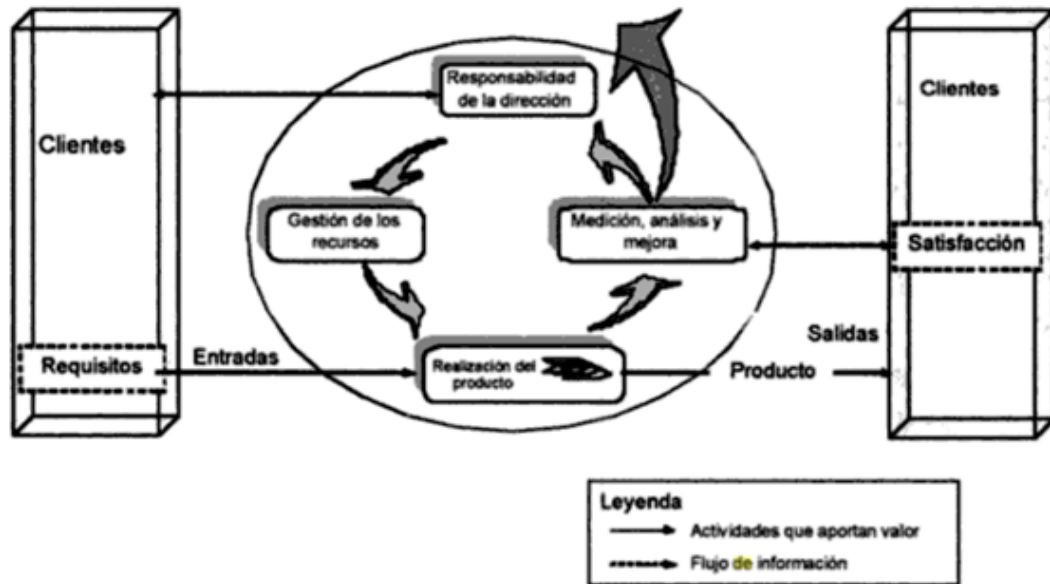 Clientes
Requisitos
Entradas
Responsabilidad
de la dirección
Gestión de los
recursos
Medición, análisis y
mejora
Realización del
producto
Clientes
Satisfacción
Salidas
Producto
Leyenda
Actividades que aportan valor
Flujo de información